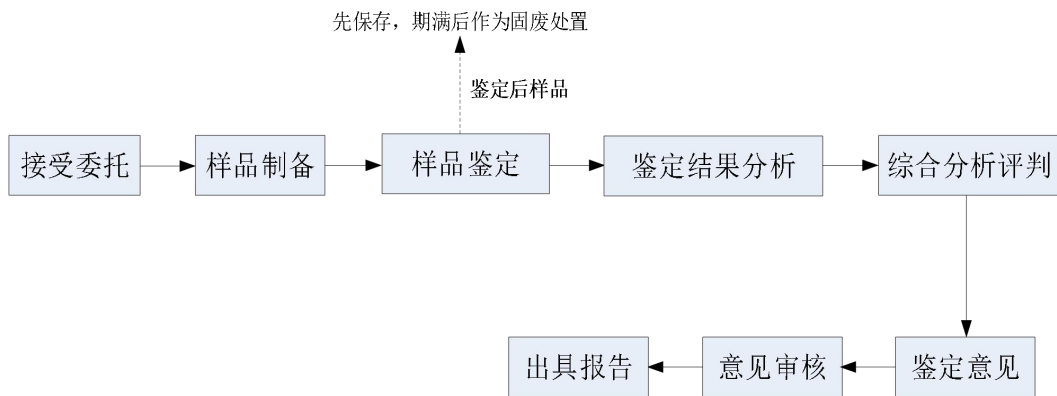 先保存，期满后作为固废处置
鉴定后样品
接受委托
样品制备
样品鉴定
鉴定结果分析
综合分析评判
鉴定意见
意见审核
出具报告